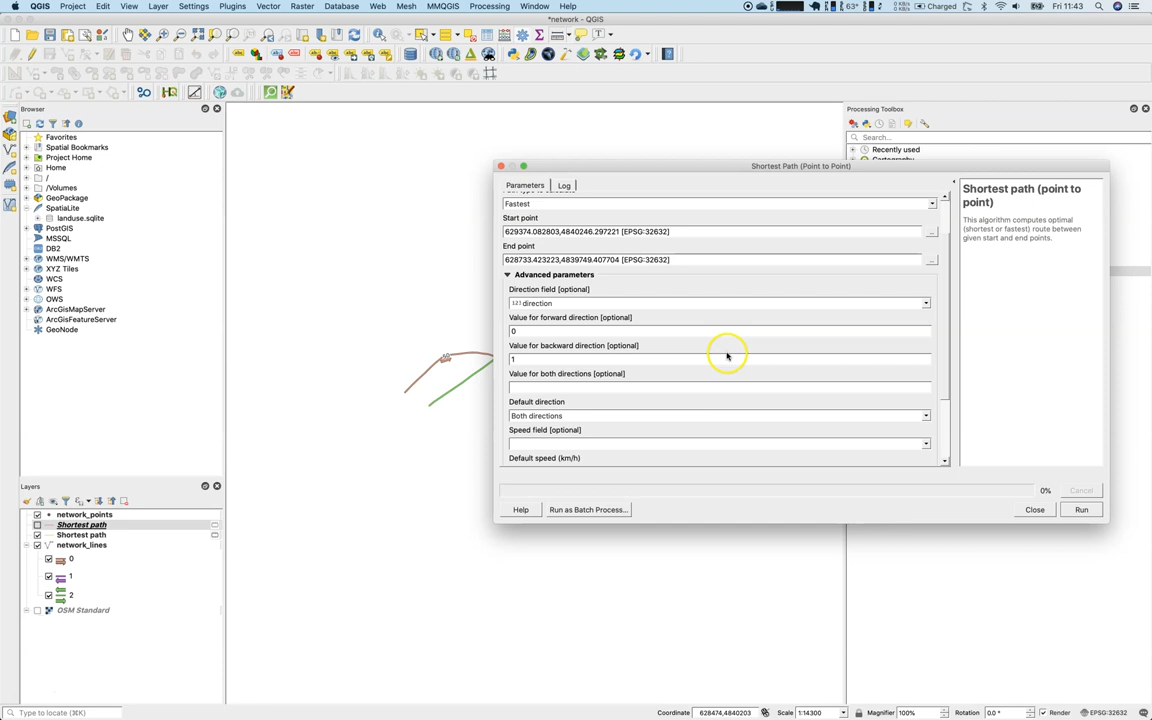 QGIS Project Edit View Layer Settings Plugins Vector Raster Database Web Mesh MMQGIS Processing Window Help
63° Charged Fri 11:43
*network - QGIS
Browser
Favorites
Spatial Bookmarks
Project Home
Home
/
/Volumes
GeoPackage
SpatiaLite
landuse.sqlite
PostGIS
MSSQL
DB2
WMS/WMTS
XYZ Tiles
WCS
WFS
OWS
ArcGisMapServer
ArcGisFeatureServer
GeoNode
Layers
network_points
Shortest path
Shortest path
network_lines
0
1
2
OSM Standard
Processing Toolbox
Search...
Recently used
Cartography
Shortest Path (Point to Point)
Parameters Log
Fastest
Start point
629374.082803,4840246.297221 [EPSG:32632]
...
End point
628733.423223,4839749.407704 [EPSG:32632]
...
Advanced parameters
Direction field [optional]
123 direction
Value for forward direction [optional]
0
Value for backward direction [optional]
1
Value for both directions [optional]
Default direction
Both directions
Speed field [optional]
Default speed (km/h)
Shortest path (point to
point)
This algorithm computes optimal
(shortest or fastest) route between
given start and end points.
0% Cancel
Help Run as Batch Process... Close Run
Type to locate (⌘K) Coordinate 628474,4840203 Scale 1:14300 Magnifier 100% Rotation 0.0 ° Render EPSG:32632